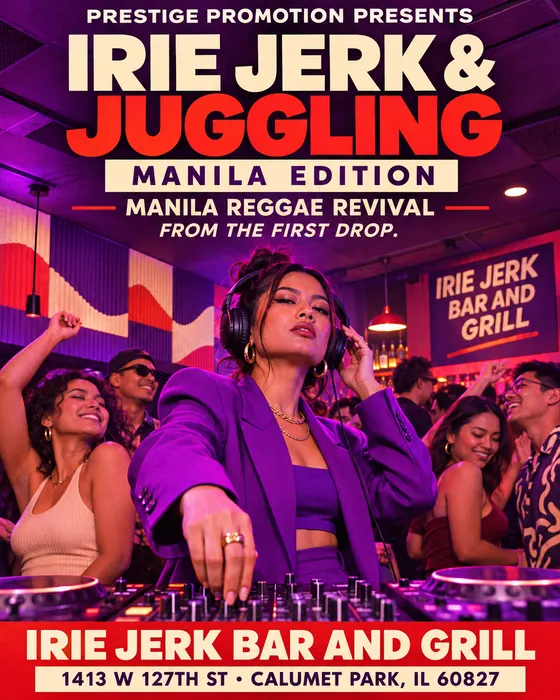 PRESTIGE PROMOTION PRESENTS
IRIE JERK &
JUGGLING
MANILA EDITION
MANILA REGGAE REVIVAL
FROM THE FIRST DROP.
IRIE JERK
BAR AND
GRILL
IRIE JERK BAR AND GRILL
1413 W 127TH ST • CALUMET PARK, IL 60827